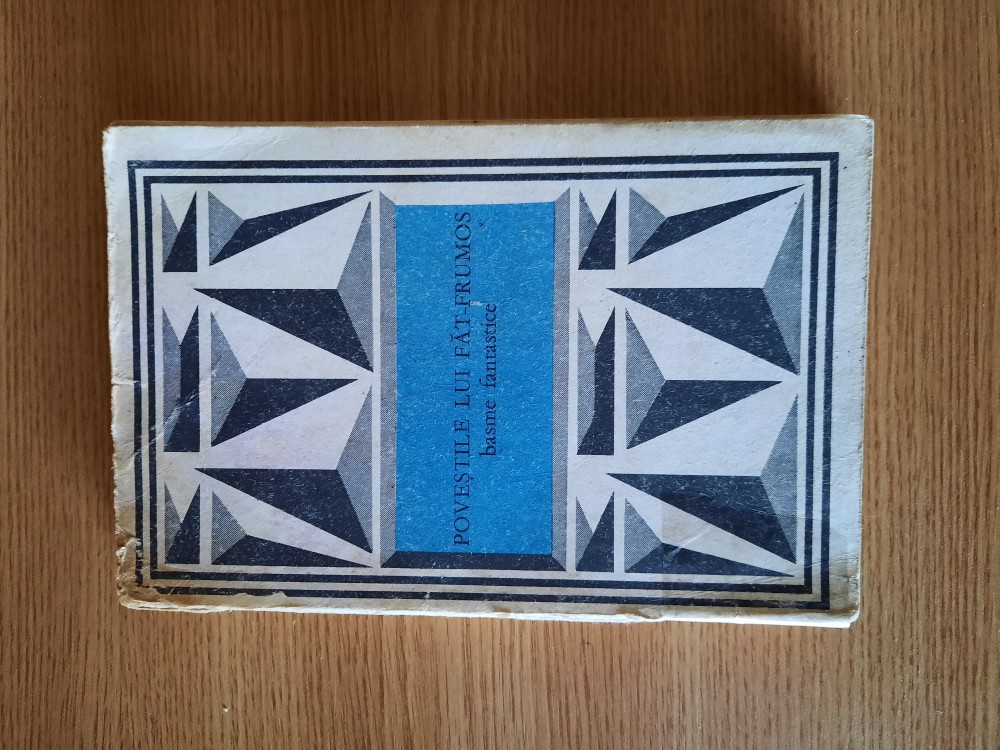 POVEȘTILE LUI FĂT-FRUMOS
basme fantastice